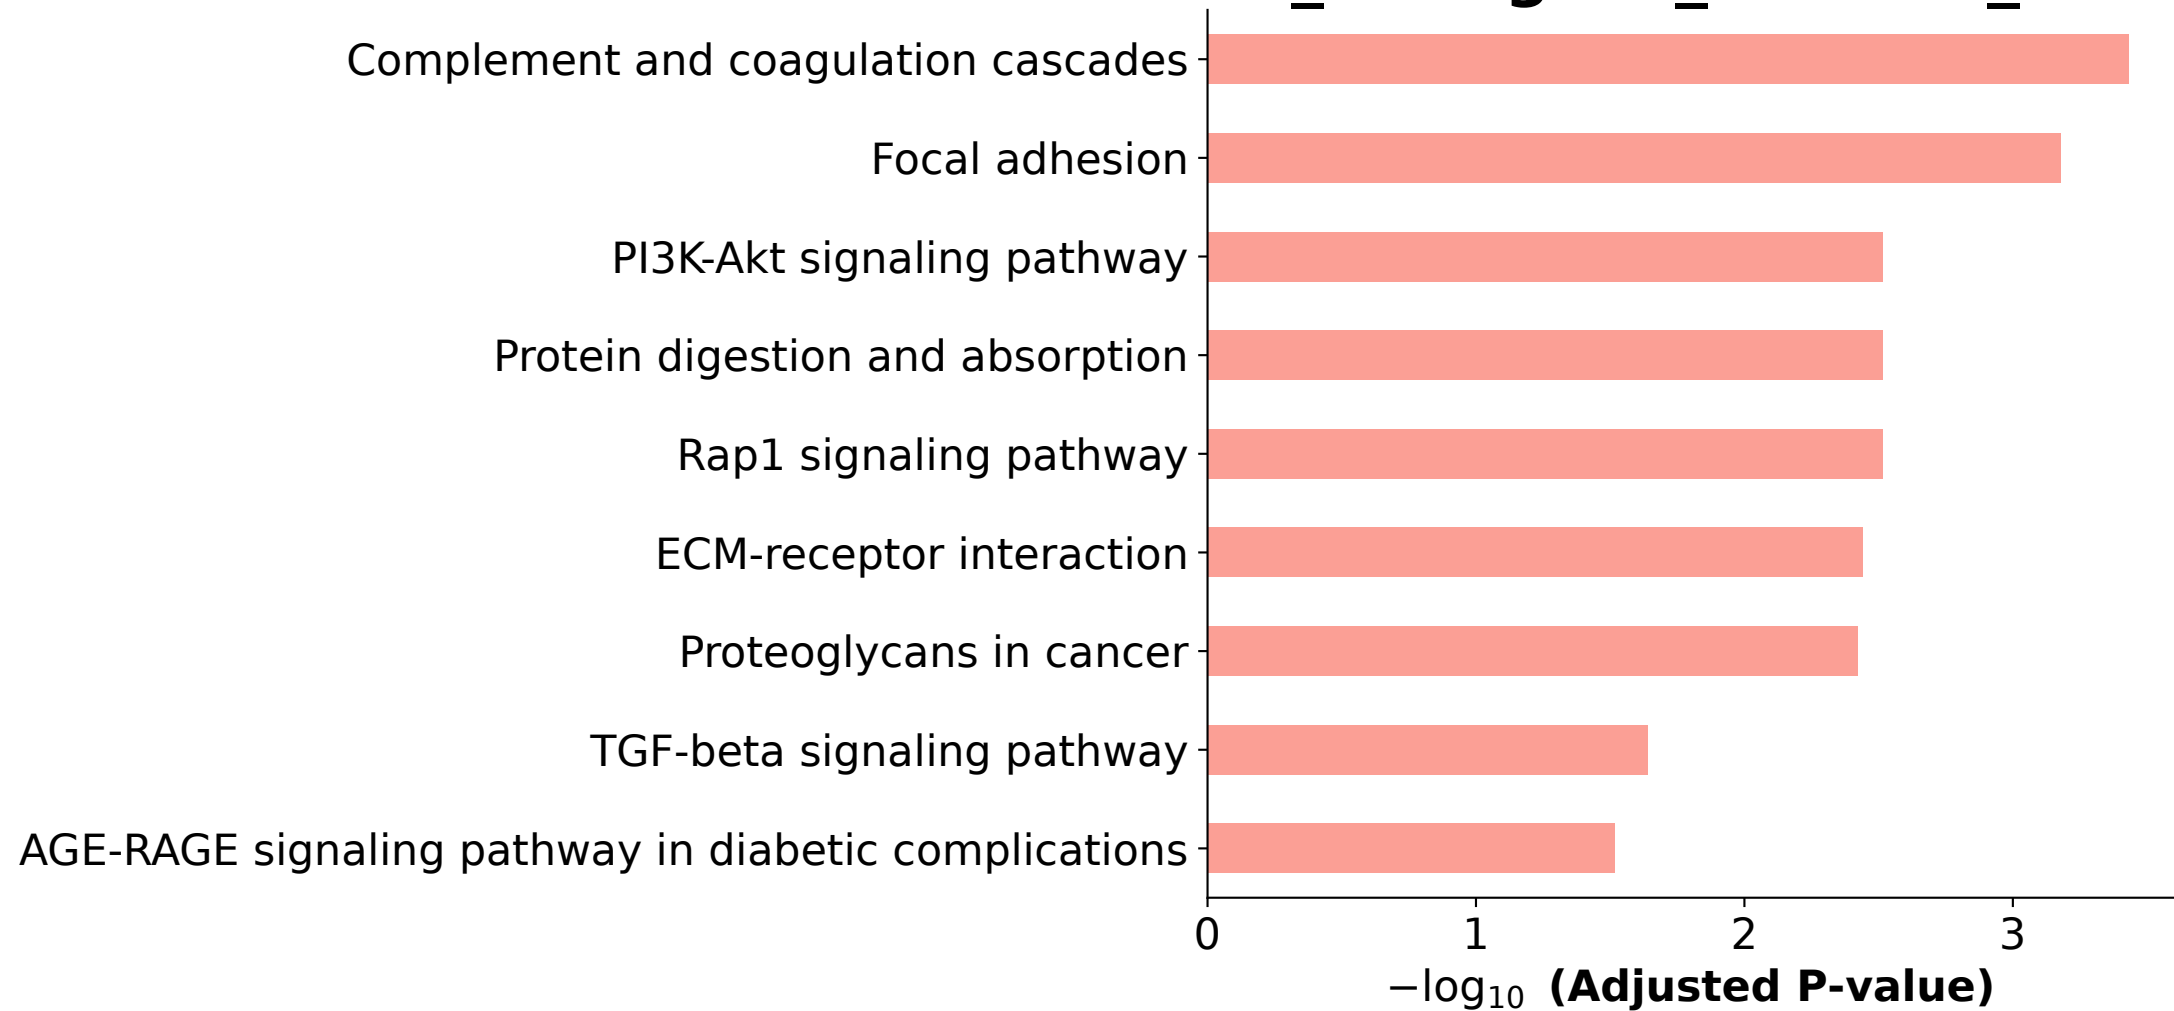 Complement and coagulation cascades
Focal adhesion
PI3K-Akt signaling pathway
Protein digestion and absorption
Rap1 signaling pathway
ECM-receptor interaction
Proteoglycans in cancer
TGF-beta signaling pathway
AGE-RAGE signaling pathway in diabetic complications
0 1 2 3
−log₁₀ (Adjusted P-value)